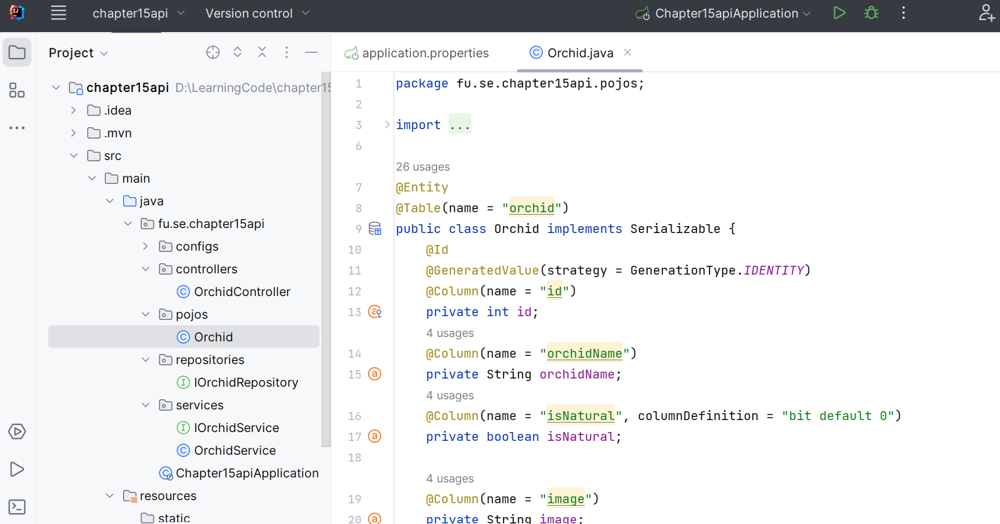 chapter15api
Version control
Chapter15apiApplication
Project
chapter15api D:\LearningCode\chapter15
.idea
.mvn
src
main
java
fu.se.chapter15api
configs
controllers
OrchidController
pojos
Orchid
repositories
IOrchidRepository
services
IOrchidService
OrchidService
Chapter15apiApplication
resources
static
application.properties
Orchid.java
1 package fu.se.chapter15api.pojos;
2
3 import ...
6
26 usages
7 @Entity
8 @Table(name = "orchid")
9 public class Orchid implements Serializable {
10 @Id
11 @GeneratedValue(strategy = GenerationType.IDENTITY)
12 @Column(name = "id")
13 private int id;
4 usages
14 @Column(name = "orchidName")
15 private String orchidName;
4 usages
16 @Column(name = "isNatural", columnDefinition = "bit default 0")
17 private boolean isNatural;
18
4 usages
19 @Column(name = "image")
20 private String image;